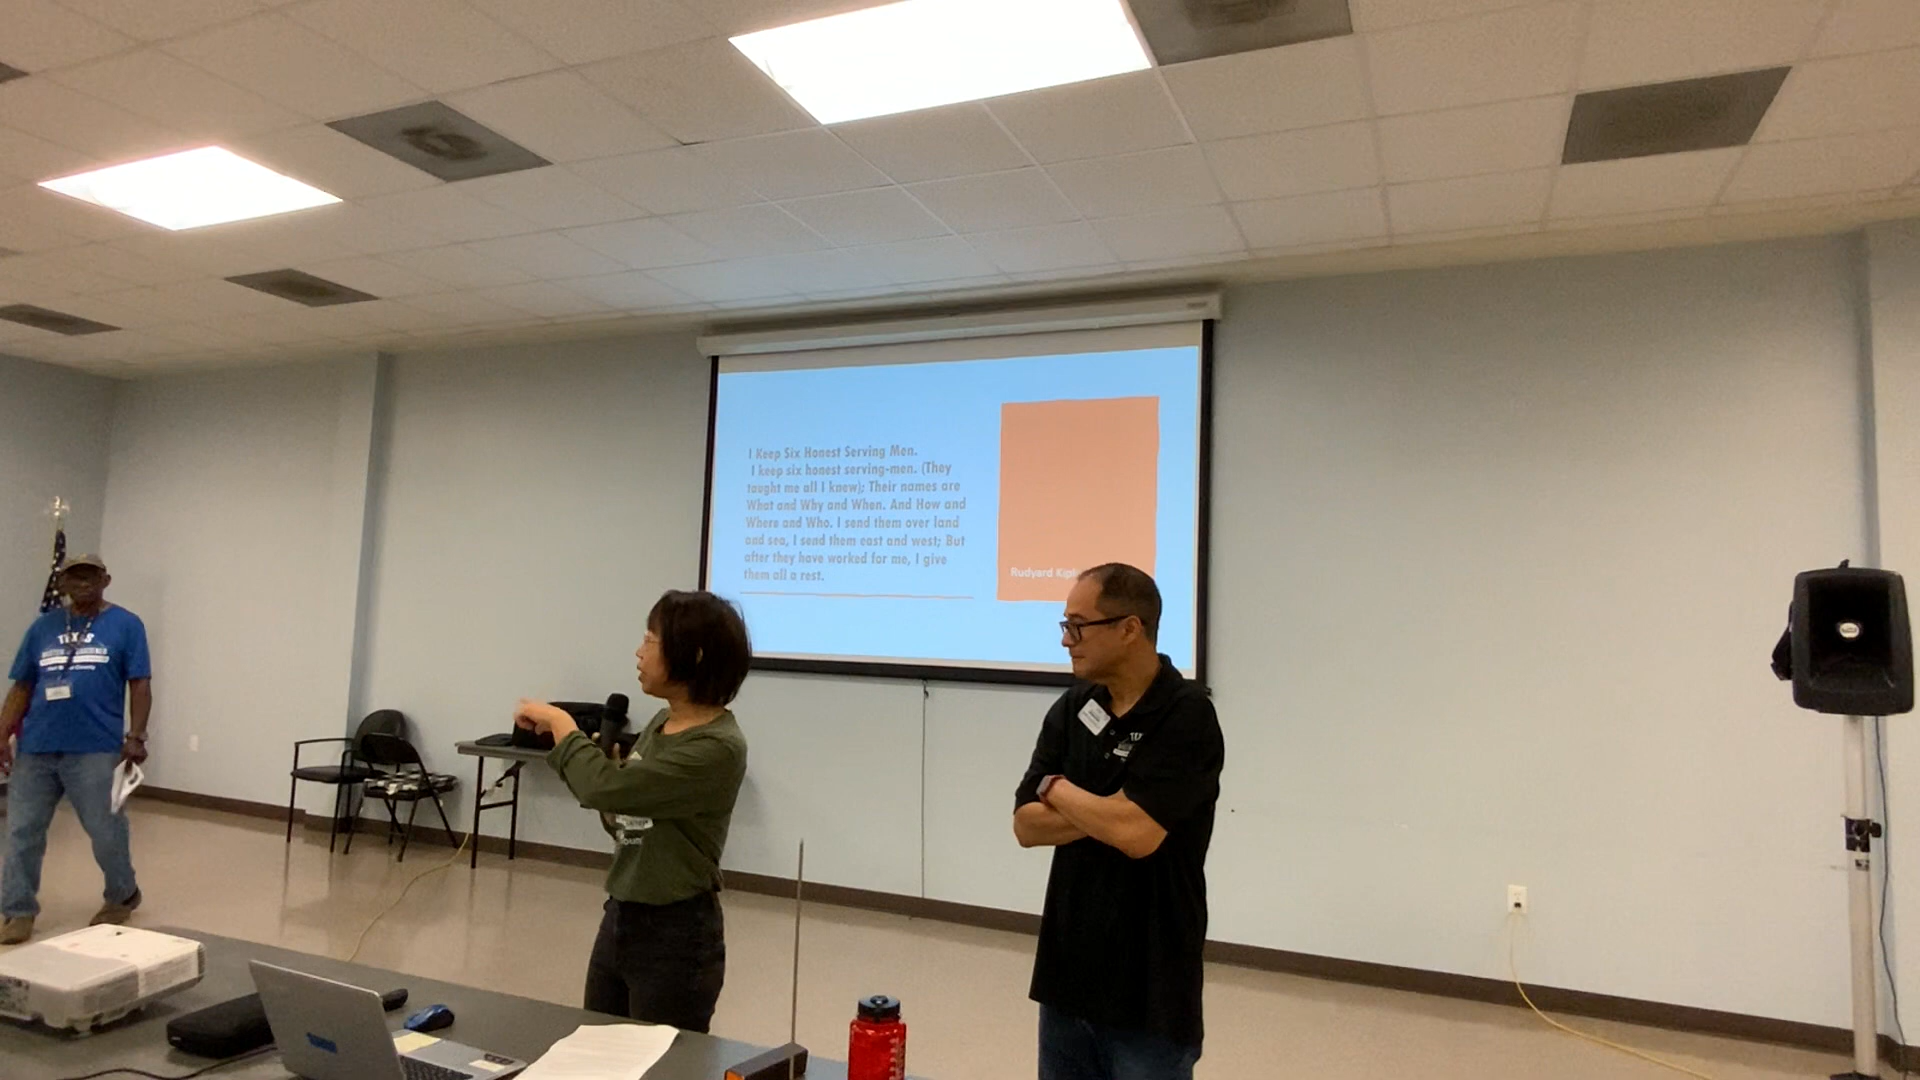 I Keep Six Honest Serving Men.
I keep six honest serving-men. (They
taught me all I knew); Their names are
What and Why and When. And How and
Where and Who. I send them over land
and sea, I send them east and west; But
after they have worked for me, I give
them all a rest.
Rudyard Kipl
TEXAS